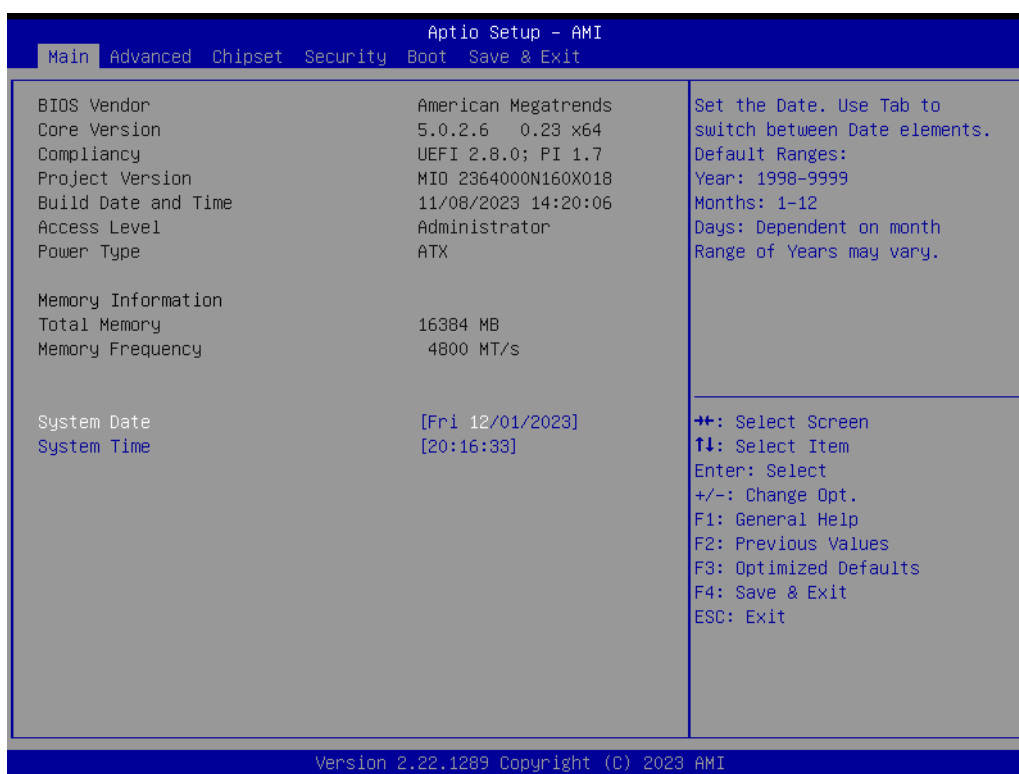 Aptio Setup – AMI
Main Advanced Chipset Security Boot Save & Exit
BIOS Vendor American Megatrends
Core Version 5.0.2.6 0.23 x64
Compliancy UEFI 2.8.0; PI 1.7
Project Version MIO 2364000N160X018
Build Date and Time 11/08/2023 14:20:06
Access Level Administrator
Power Type ATX
Memory Information
Total Memory 16384 MB
Memory Frequency 4800 MT/s
System Date [Fri 12/01/2023]
System Time [20:16:33]
Set the Date. Use Tab to
switch between Date elements.
Default Ranges:
Year: 1998-9999
Months: 1-12
Days: Dependent on month
Range of Years may vary.
→←: Select Screen
↑↓: Select Item
Enter: Select
+/-: Change Opt.
F1: General Help
F2: Previous Values
F3: Optimized Defaults
F4: Save & Exit
ESC: Exit
Version 2.22.1289 Copyright (C) 2023 AMI